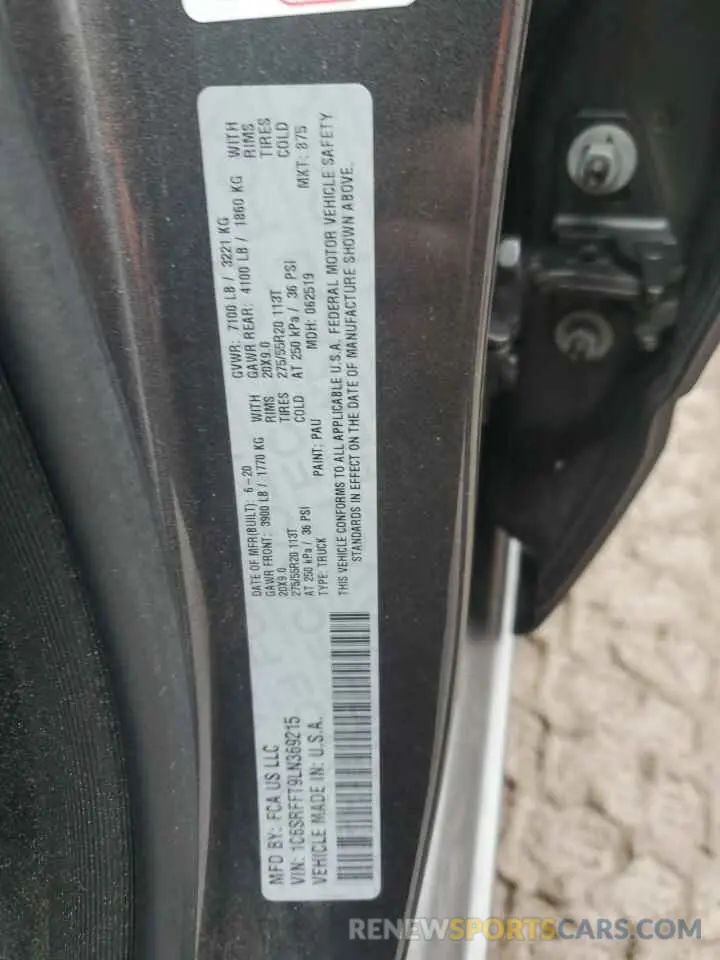 MFD BY: FCA US LLC
DATE OF MFR(BUILT): 6-20
GVWR: 7100 LB / 3221 KG
GAWR FRONT: 3900 LB / 1770 KG WITH
20X9.0 RIMS
275/55R20 113T TIRES
AT 250 kPa / 36 PSI COLD
GAWR REAR: 4100 LB / 1860 KG WITH
20X9.0 RIMS
275/55R20 113T TIRES
AT 250 kPa / 36 PSI COLD
VIN: 1C6SRFFT9LN369215
TYPE: TRUCK PAINT: PAU MDH: 062519 MKT: 875
VEHICLE MADE IN: U.S.A.
THIS VEHICLE CONFORMS TO ALL APPLICABLE U.S.A. FEDERAL MOTOR VEHICLE SAFETY
STANDARDS IN EFFECT ON THE DATE OF MANUFACTURE SHOWN ABOVE.
RENEWSPORTSCARS.COM